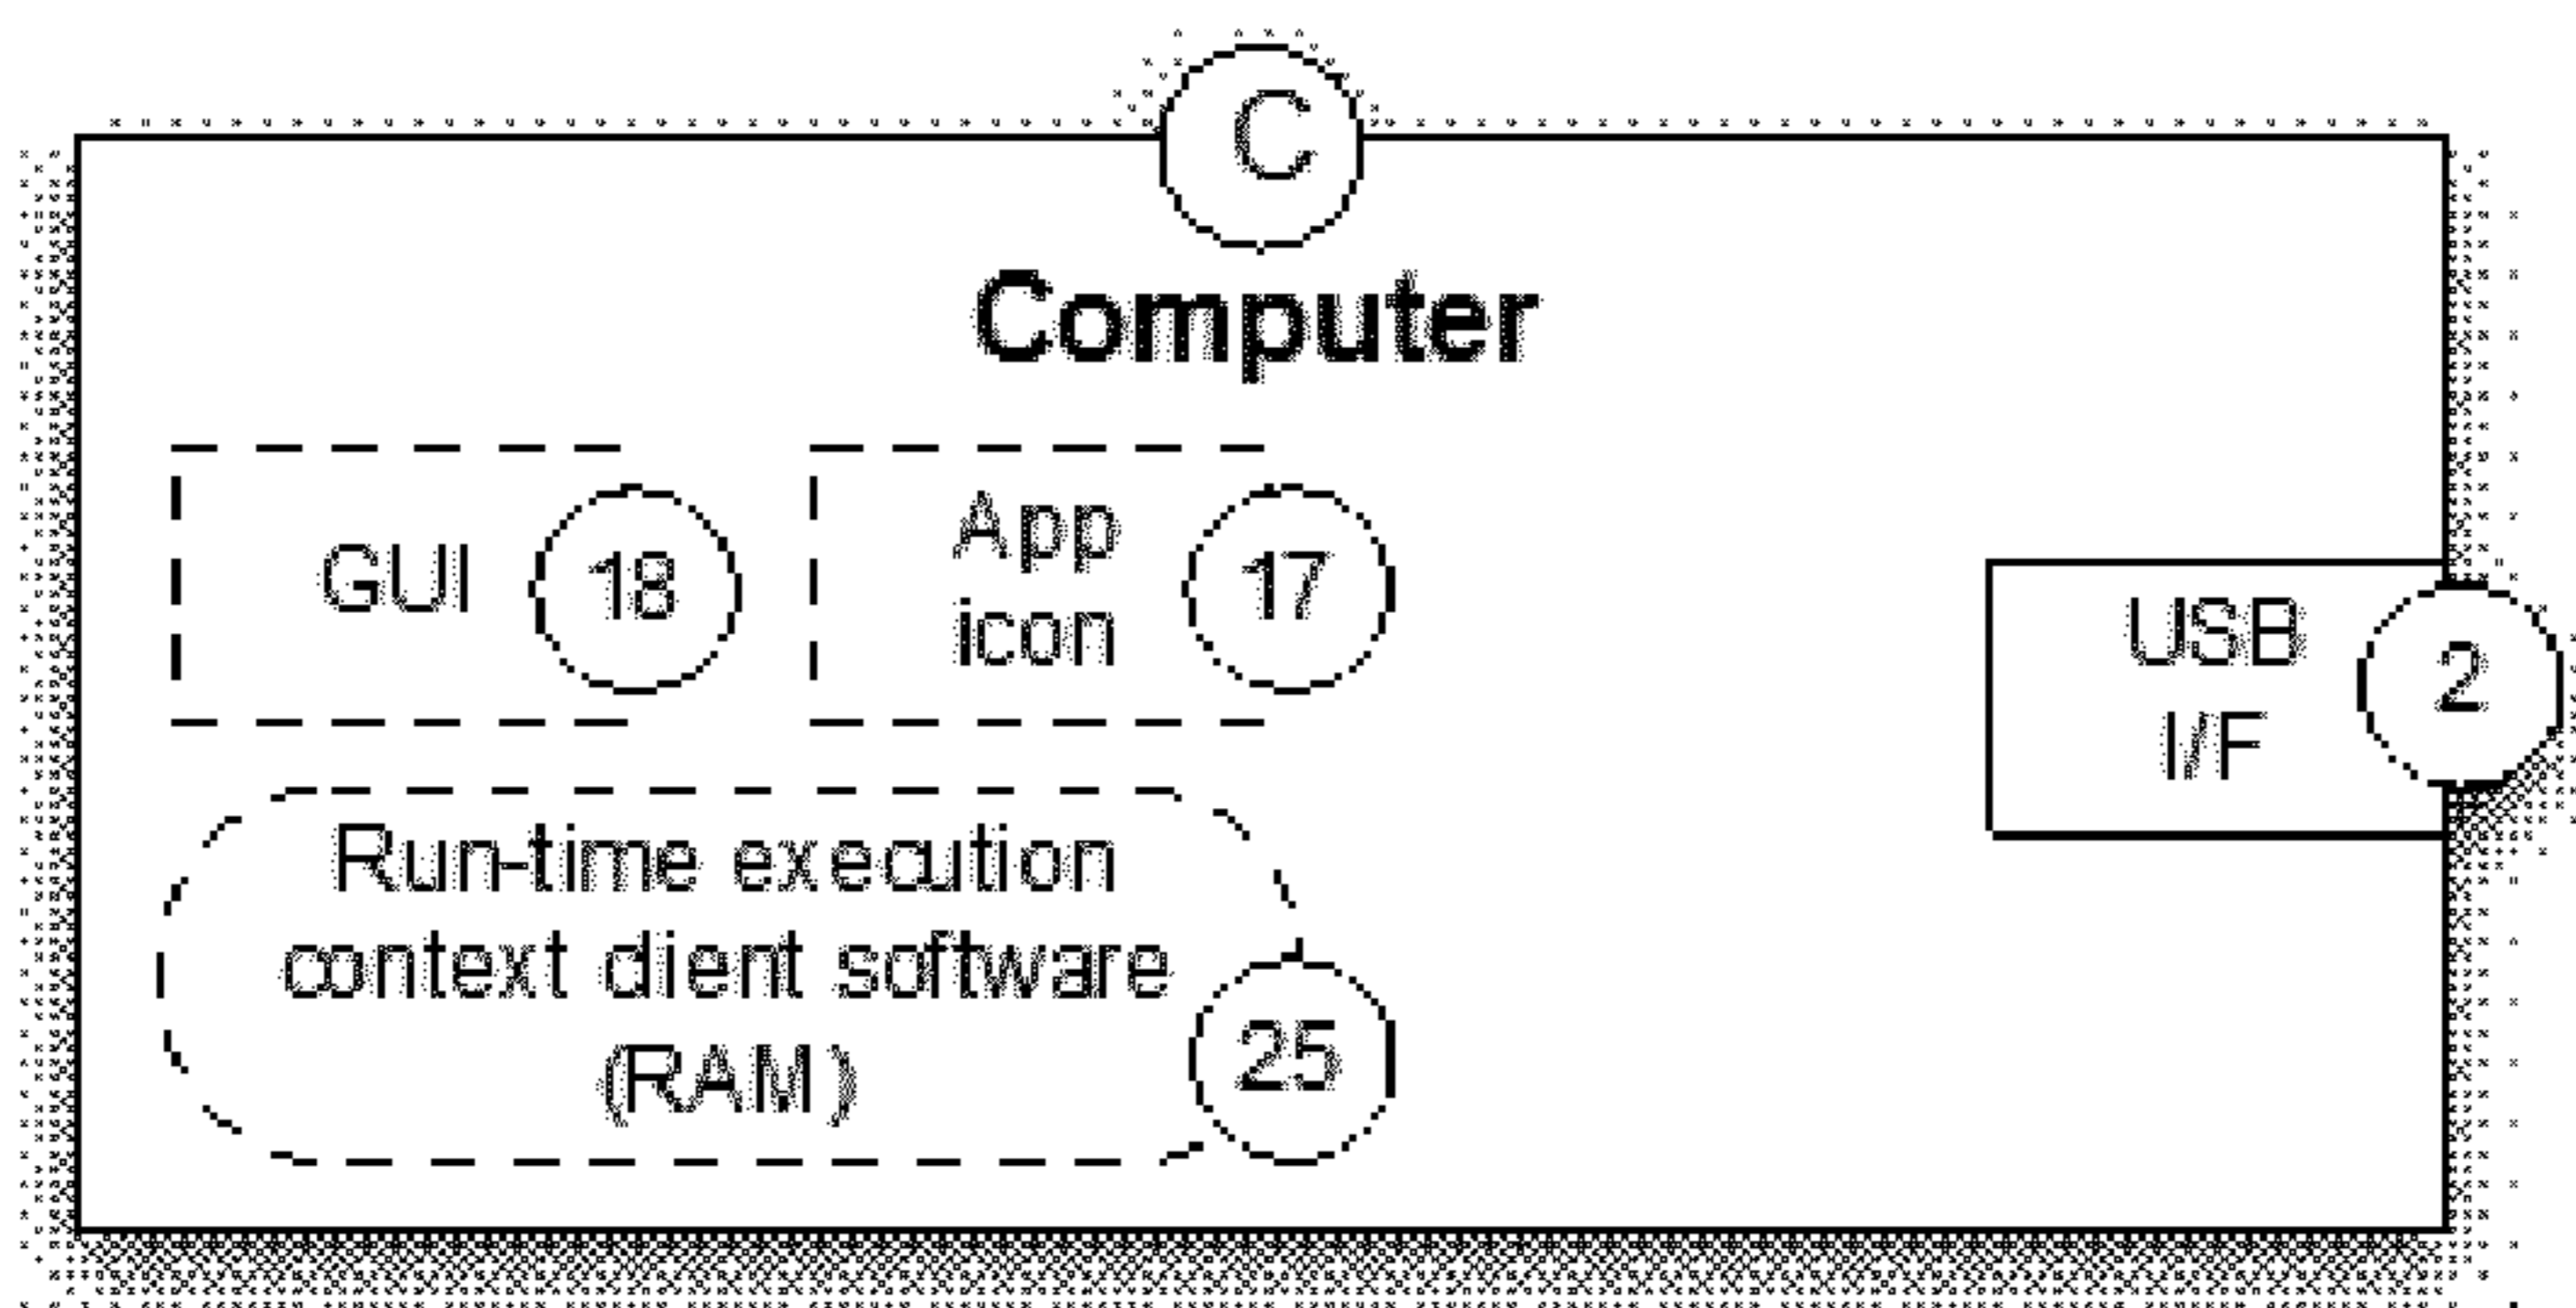 C
Computer
GUI
18
App
icon
17
USB
I/F
2
Run-time execution
context client software
(RAM)
25